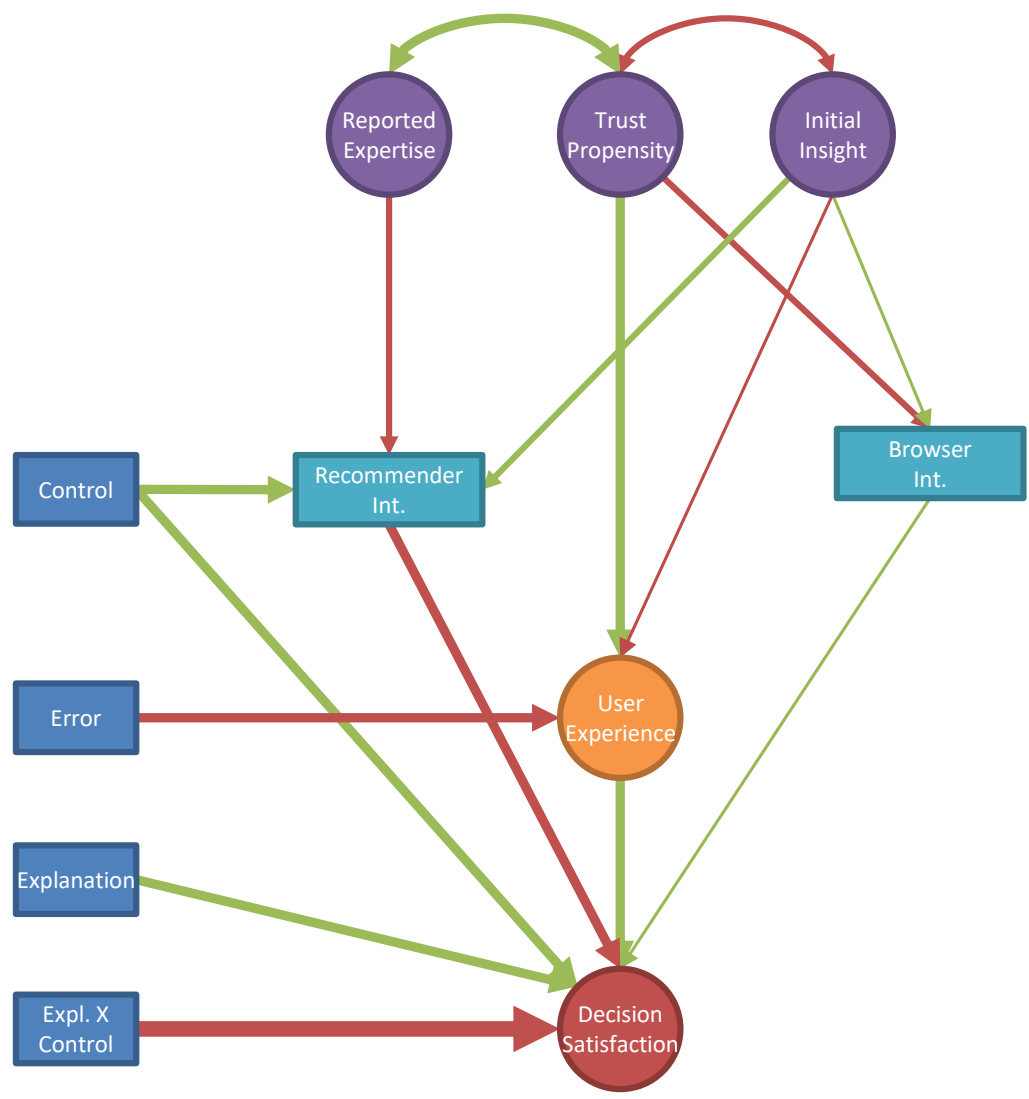 Reported
Expertise
Trust
Propensity
Initial
Insight
Browser
Int.
Control
Recommender
Int.
Error
User
Experience
Explanation
Expl. X
Control
Decision
Satisfaction